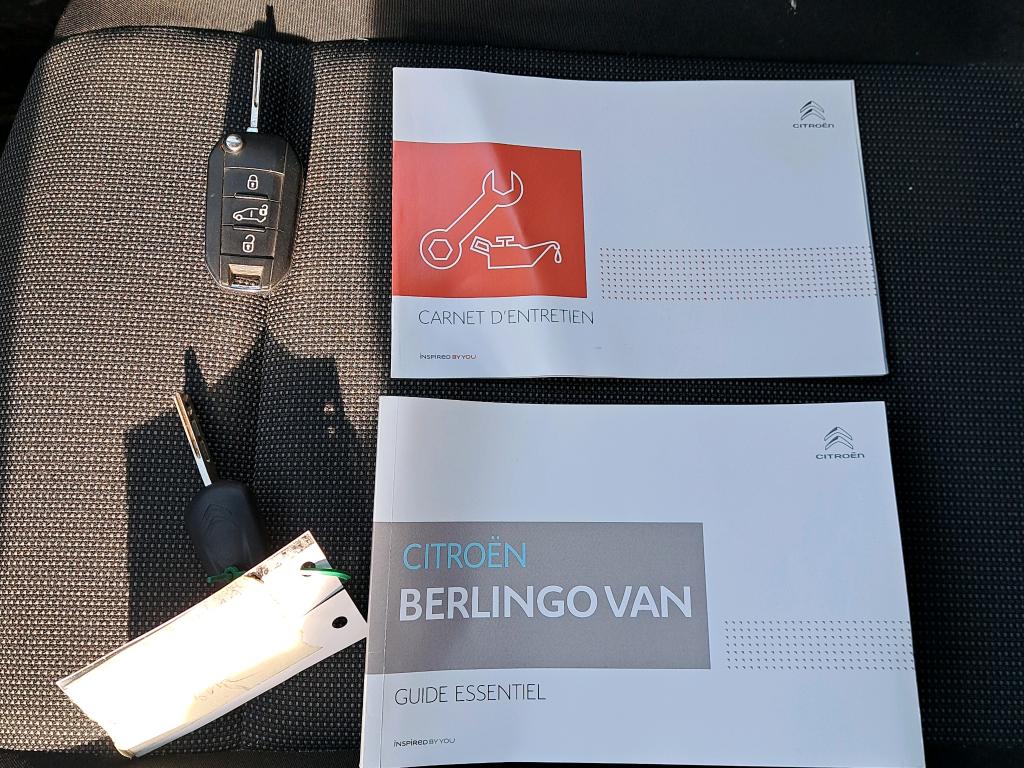 CITROËN
CARNET D'ENTRETIEN
INSPIRED BY YOU
CITROËN
CITROËN
BERLINGO VAN
GUIDE ESSENTIEL
INSPIRED BY YOU